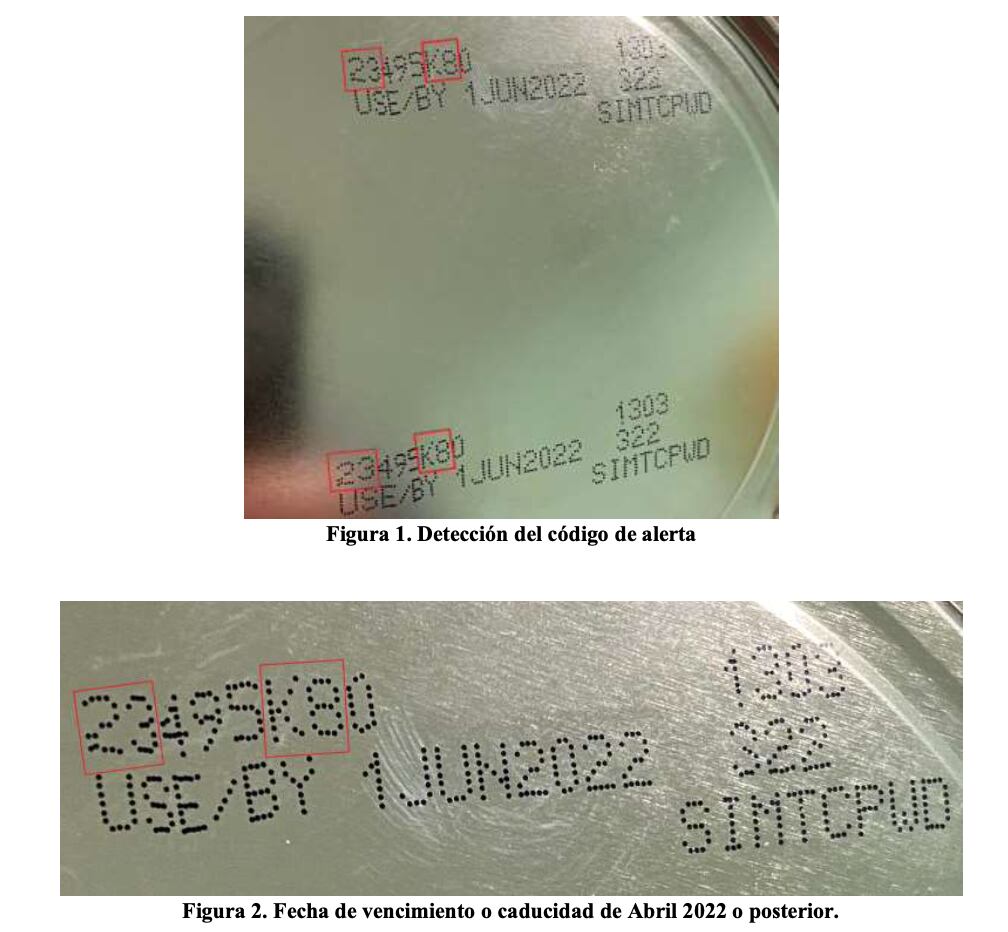 23495K80
USE/BY 1JUN2022
1303
322
SIMTCPWD
23495K80
USE/BY 1JUN2022
1303
322
SIMTCPWD
Figura 1. Detección del código de alerta
23495K80
USE/BY 1JUN2022
1303
322
SIMTCPWD
Figura 2. Fecha de vencimiento o caducidad de Abril 2022 o posterior.